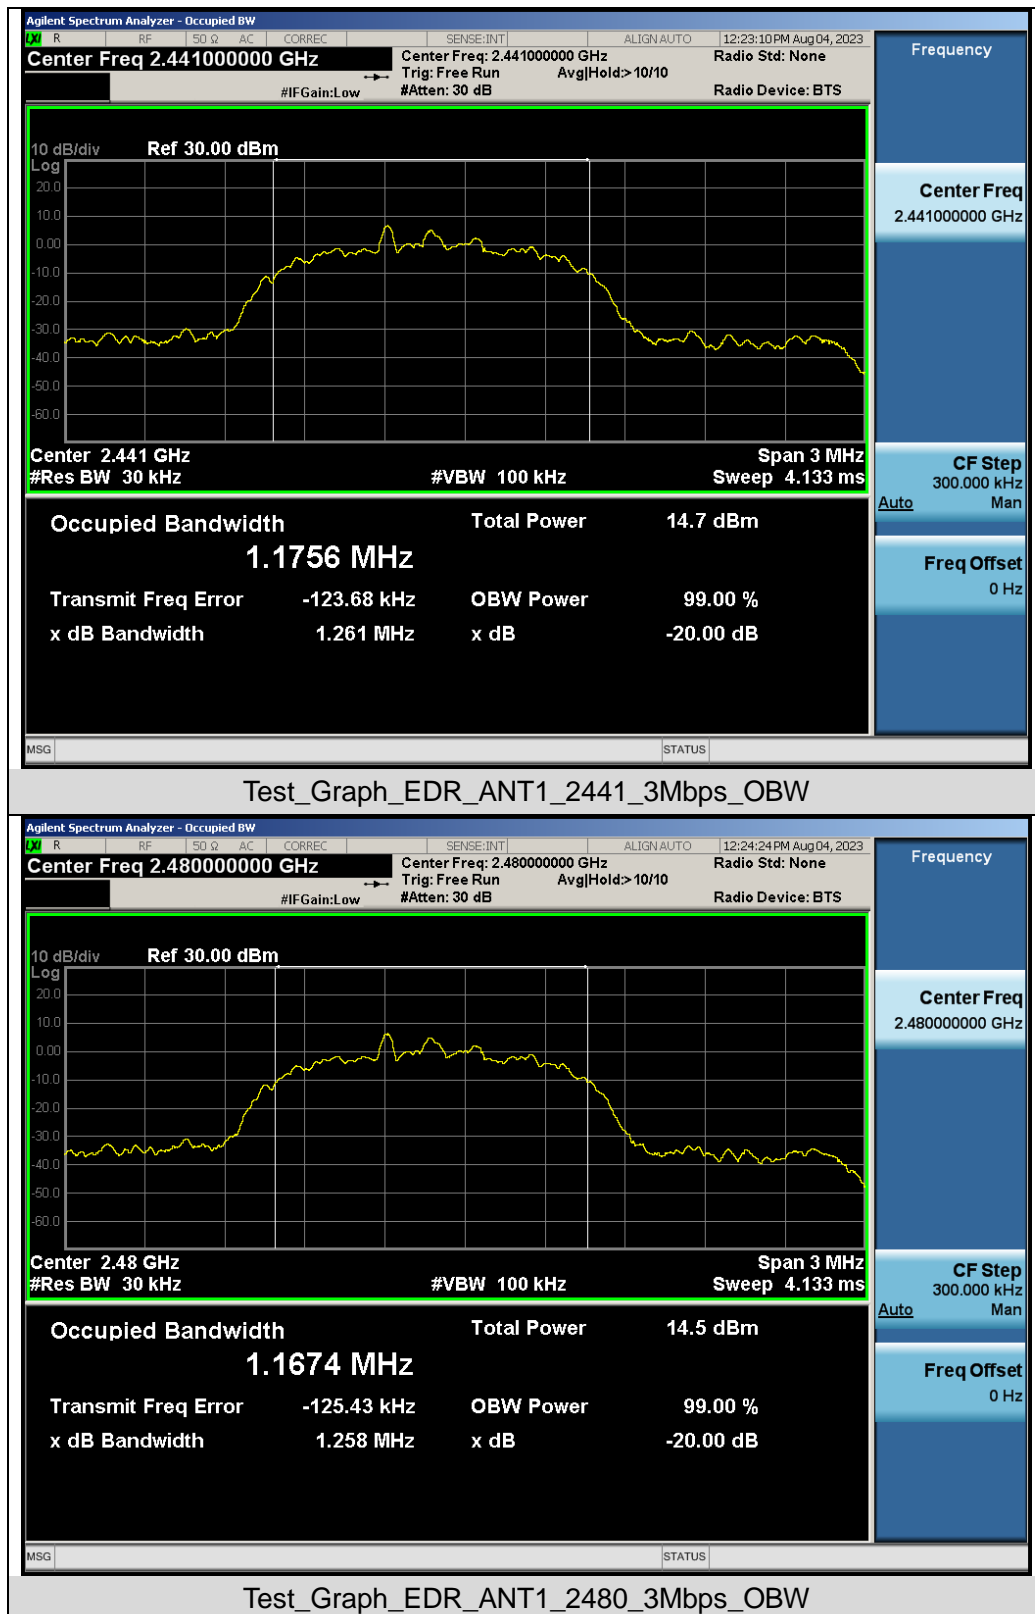 Agilent Spectrum Analyzer - Occupied BW
LXI R RF 50 Ω AC CORREC SENSE:INT ALIGN AUTO 12:23:10 PM Aug 04, 2023
Center Freq 2.441000000 GHz
Center Freq: 2.441000000 GHz Radio Std: None
Trig: Free Run Avg|Hold:>10/10
#IFGain:Low #Atten: 30 dB Radio Device: BTS
Frequency
10 dB/div Ref 30.00 dBm
Log
20.0
10.0
0.00
-10.0
-20.0
-30.0
-40.0
-50.0
-60.0
Center 2.441 GHz Span 3 MHz
#Res BW 30 kHz #VBW 100 kHz Sweep 4.133 ms
Center Freq
2.441000000 GHz
CF Step
300.000 kHz
Auto Man
Freq Offset
0 Hz
Occupied Bandwidth Total Power 14.7 dBm
1.1756 MHz
Transmit Freq Error -123.68 kHz OBW Power 99.00 %
x dB Bandwidth 1.261 MHz x dB -20.00 dB
MSG STATUS
Test_Graph_EDR_ANT1_2441_3Mbps_OBW
Agilent Spectrum Analyzer - Occupied BW
LXI R RF 50 Ω AC CORREC SENSE:INT ALIGN AUTO 12:24:24 PM Aug 04, 2023
Center Freq 2.480000000 GHz
Center Freq: 2.480000000 GHz Radio Std: None
Trig: Free Run Avg|Hold:>10/10
#IFGain:Low #Atten: 30 dB Radio Device: BTS
Frequency
10 dB/div Ref 30.00 dBm
Log
20.0
10.0
0.00
-10.0
-20.0
-30.0
-40.0
-50.0
-60.0
Center 2.48 GHz Span 3 MHz
#Res BW 30 kHz #VBW 100 kHz Sweep 4.133 ms
Center Freq
2.480000000 GHz
CF Step
300.000 kHz
Auto Man
Freq Offset
0 Hz
Occupied Bandwidth Total Power 14.5 dBm
1.1674 MHz
Transmit Freq Error -125.43 kHz OBW Power 99.00 %
x dB Bandwidth 1.258 MHz x dB -20.00 dB
MSG STATUS
Test_Graph_EDR_ANT1_2480_3Mbps_OBW